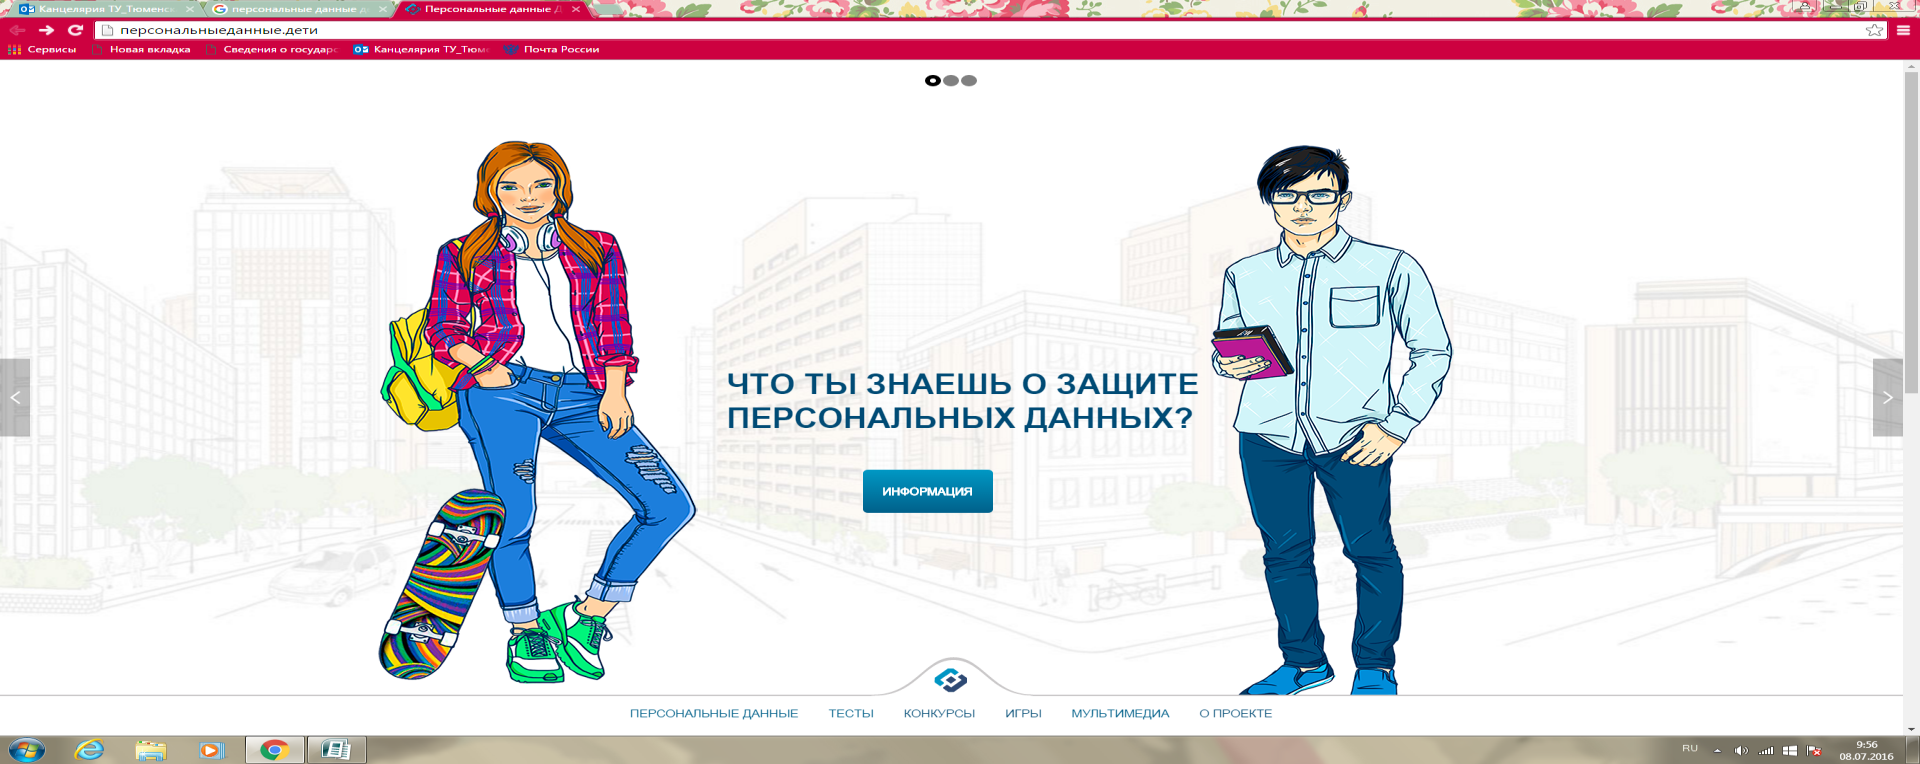 Канцелярия ТУ_Тюменск
персональные данные д
Персональные данные Д
персональныеданные.дети
Сервисы
Новая вкладка
Сведения о государс
Канцелярия ТУ_Тюме
Почта России
ЧТО ТЫ ЗНАЕШЬ О ЗАЩИТЕ
ПЕРСОНАЛЬНЫХ ДАННЫХ?
ИНФОРМАЦИЯ
ПЕРСОНАЛЬНЫЕ ДАННЫЕ
ТЕСТЫ
КОНКУРСЫ
ИГРЫ
МУЛЬТИМЕДИА
О ПРОЕКТЕ
RU
9:56
08.07.2016